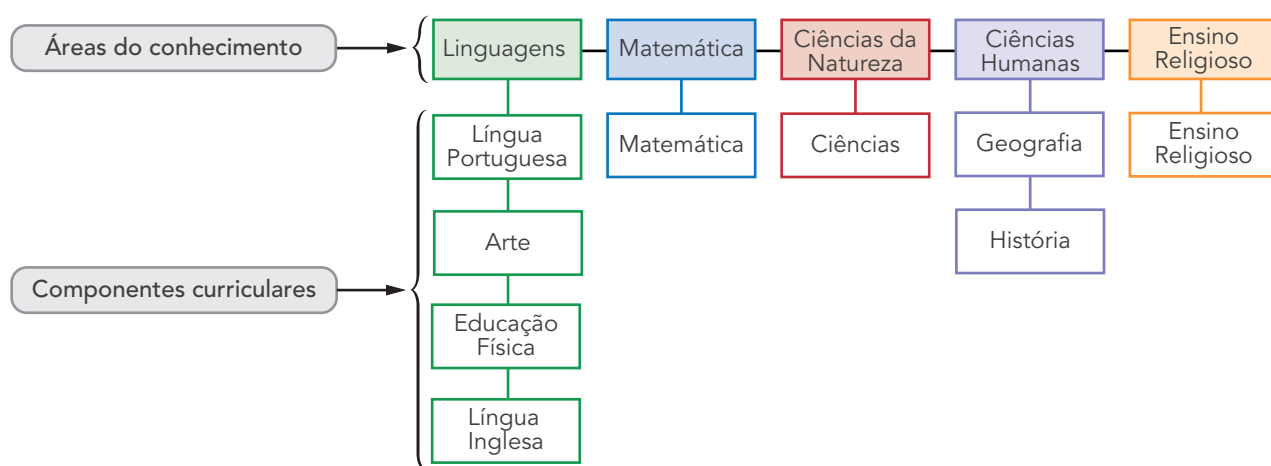 Áreas do conhecimento
Linguagens
Matemática
Ciências da
Natureza
Ciências
Humanas
Ensino
Religioso
Língua
Portuguesa
Matemática
Ciências
Geografia
Ensino
Religioso
Arte
História
Componentes curriculares
Educação
Física
Língua
Inglesa